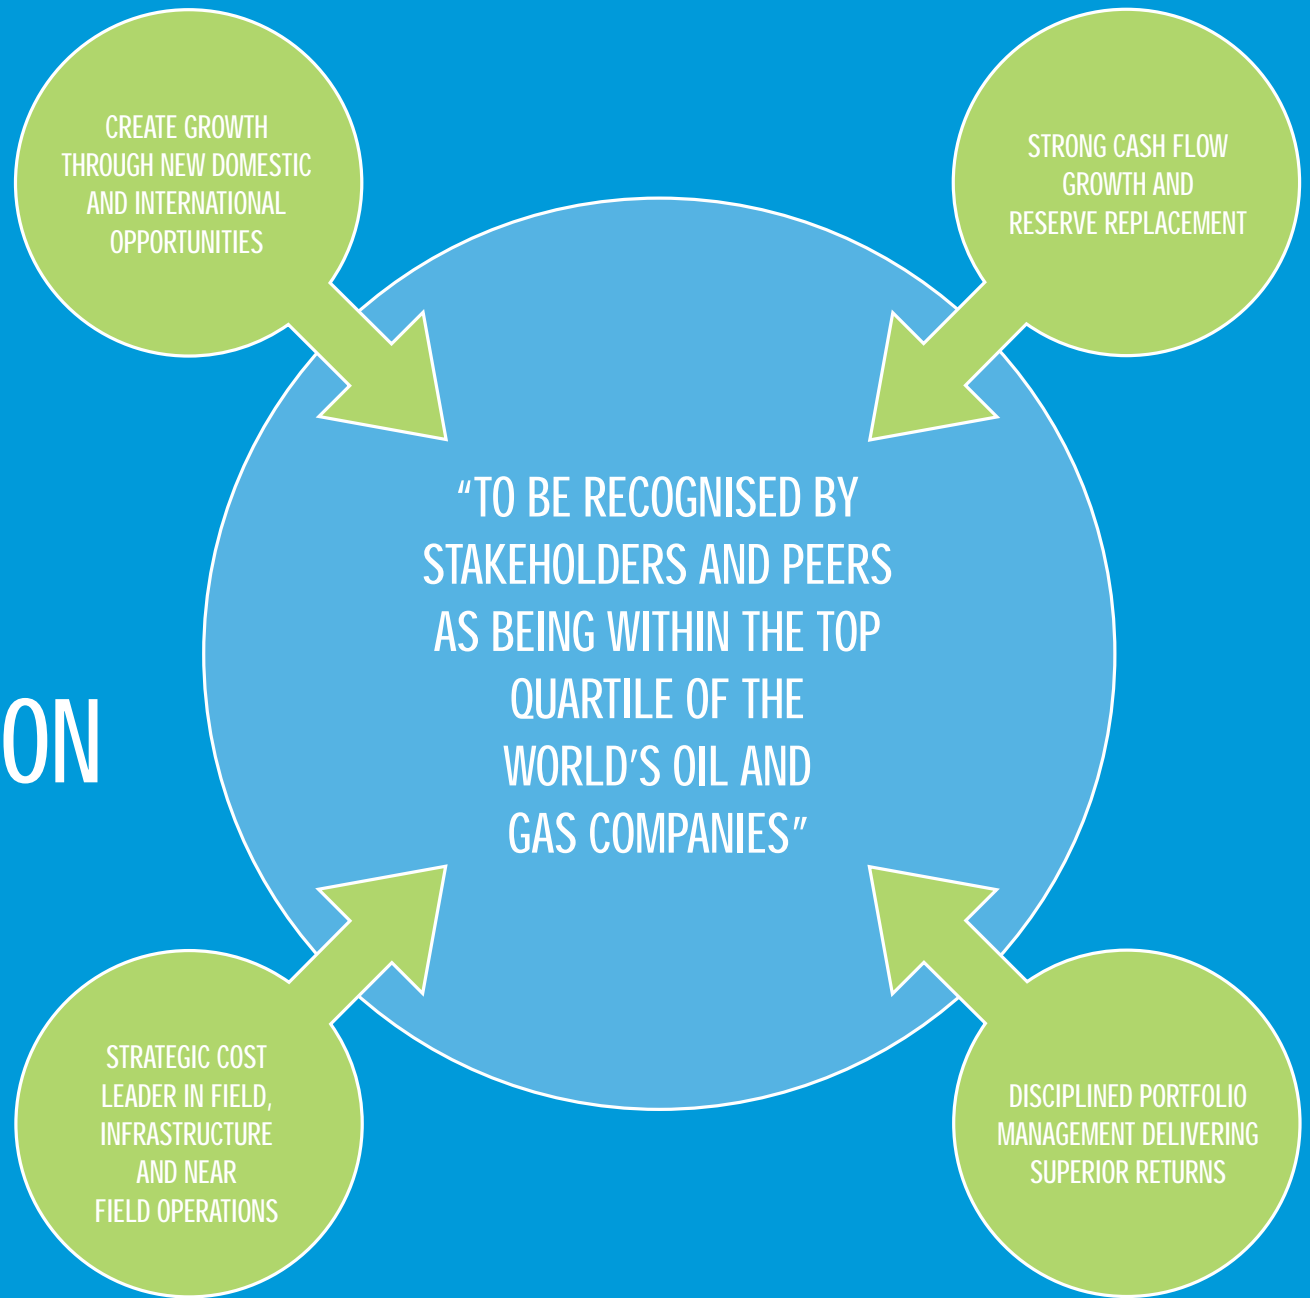 CREATE GROWTH
THROUGH NEW DOMESTIC
AND INTERNATIONAL
OPPORTUNITIES
STRONG CASH FLOW
GROWTH AND
RESERVE REPLACEMENT
“TO BE RECOGNISED BY
STAKEHOLDERS AND PEERS
AS BEING WITHIN THE TOP
QUARTILE OF THE
WORLD’S OIL AND
GAS COMPANIES”
ON
STRATEGIC COST
LEADER IN FIELD,
INFRASTRUCTURE
AND NEAR
FIELD OPERATIONS
DISCIPLINED PORTFOLIO
MANAGEMENT DELIVERING
SUPERIOR RETURNS